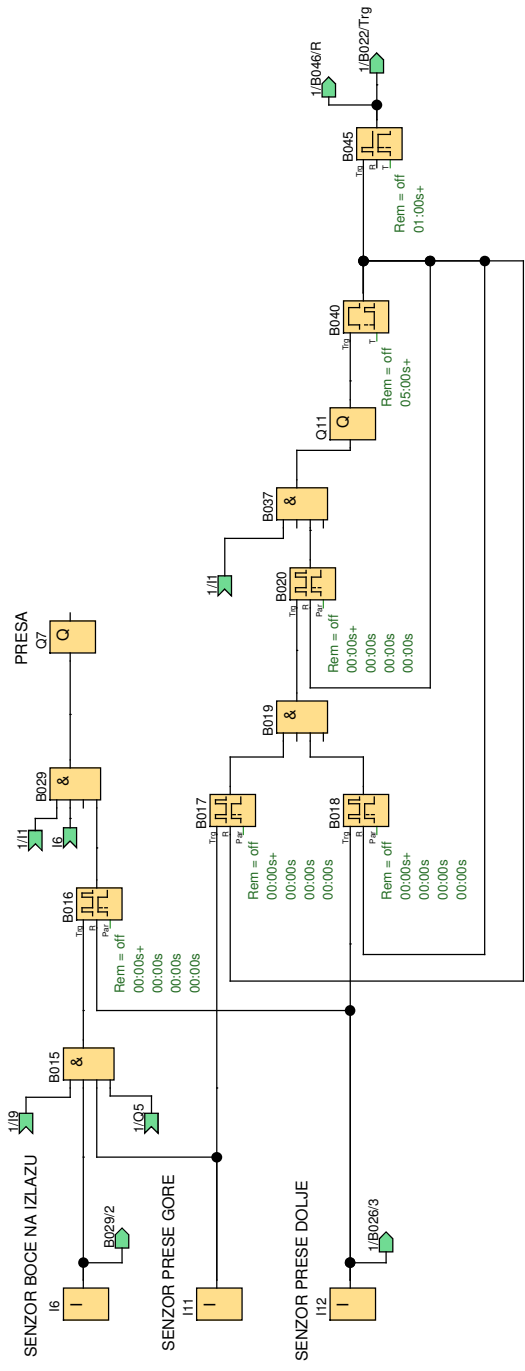 SENZOR BOCE NA IZLAZU
I6
I
B029/2
1/I9
B015
&
1/Q5
B016
Trg
R
Par
Rem = off
00:00s+
00:00s
00:00s
00:00s
1/I1
I6
B029
&
PRESA
Q7
Q
SENZOR PRESE GORE
I11
I
B017
Trg
R
Par
Rem = off
00:00s+
00:00s
00:00s
00:00s
B019
&
B020
Trg
R
Par
Rem = off
00:00s+
00:00s
00:00s
00:00s
1/I1
B037
&
Q11
Q
B040
Trg
T
Rem = off
05:00s+
B045
Trg
R
T
Rem = off
01:00s+
1/B046/R
1/B022/Trg
SENZOR PRESE DOLJE
I12
I
1/B026/3
B018
Trg
R
Par
Rem = off
00:00s+
00:00s
00:00s
00:00s